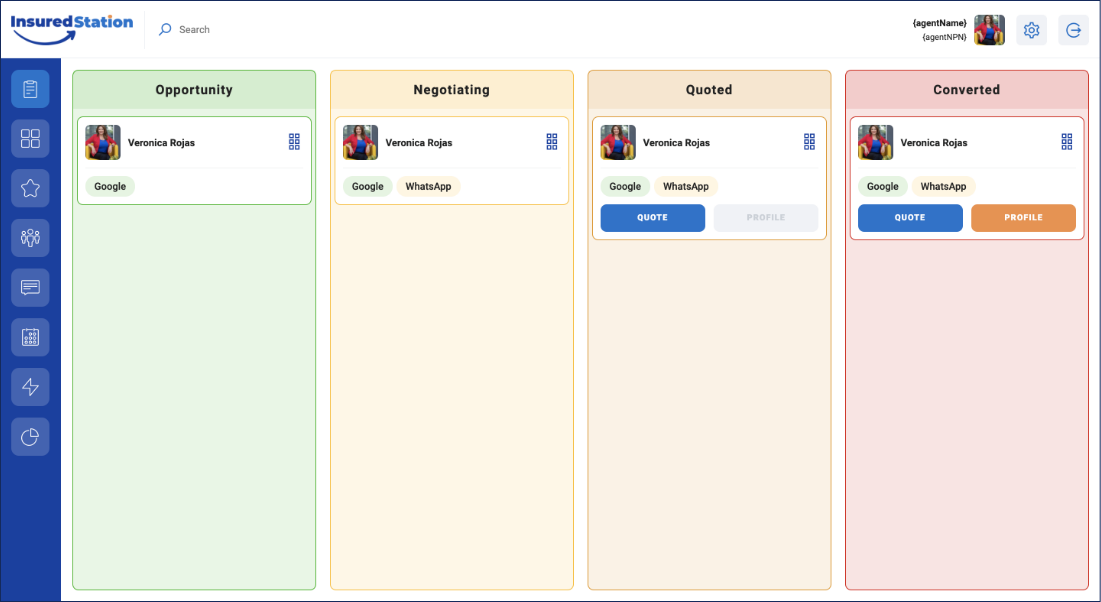 InsuredStation
Search
{agentName}
{agentNPN}
Opportunity
Veronica Rojas
Google
Negotiating
Veronica Rojas
Google WhatsApp
Quoted
Veronica Rojas
Google WhatsApp
QUOTE PROFILE
Converted
Veronica Rojas
Google WhatsApp
QUOTE PROFILE